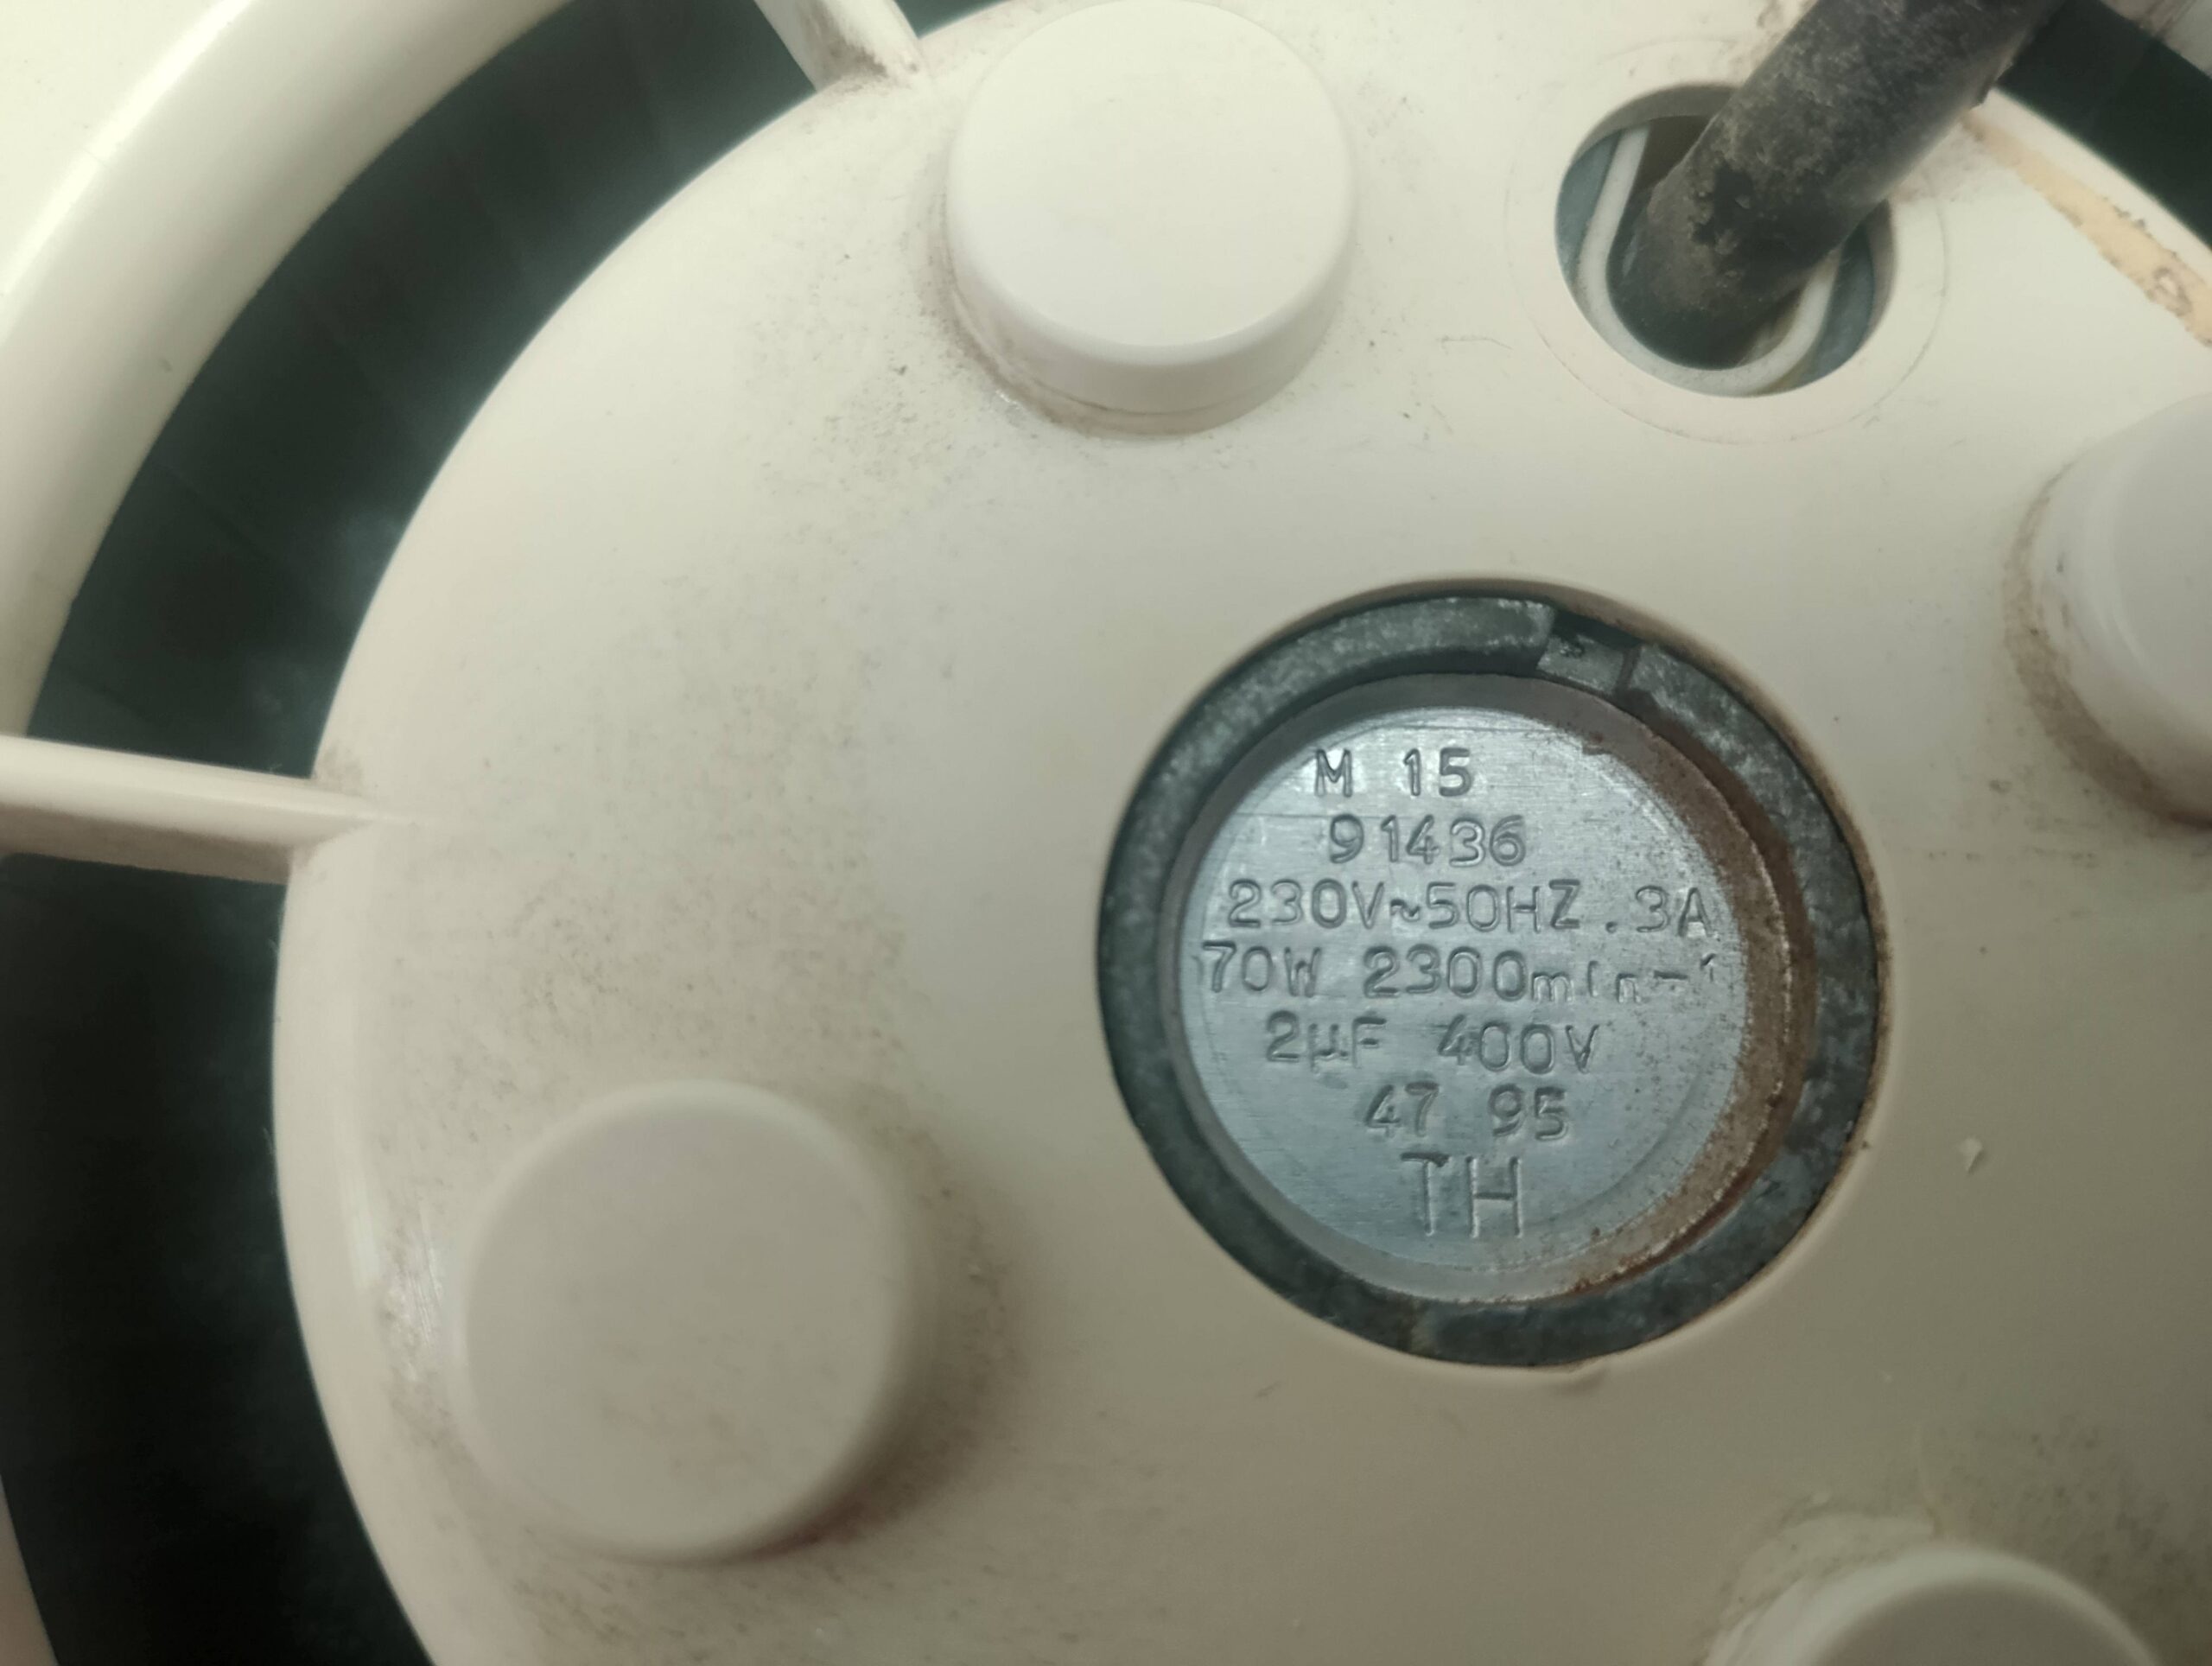 M 15
91436
230V~50HZ .3A
70W 2300min-1
2µF 400V
47 95
TH